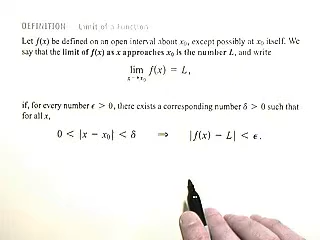 DEFINITION Limit of a Function
Let f(x) be defined on an open interval about x₀, except possibly at x₀ itself. We
say that the limit of f(x) as x approaches x₀ is the number L, and write
lim f(x) = L,
x→x₀
if, for every number ϵ > 0, there exists a corresponding number δ > 0 such that
for all x,
0 < |x − x₀| < δ ⇒ |f(x) − L| < ϵ.